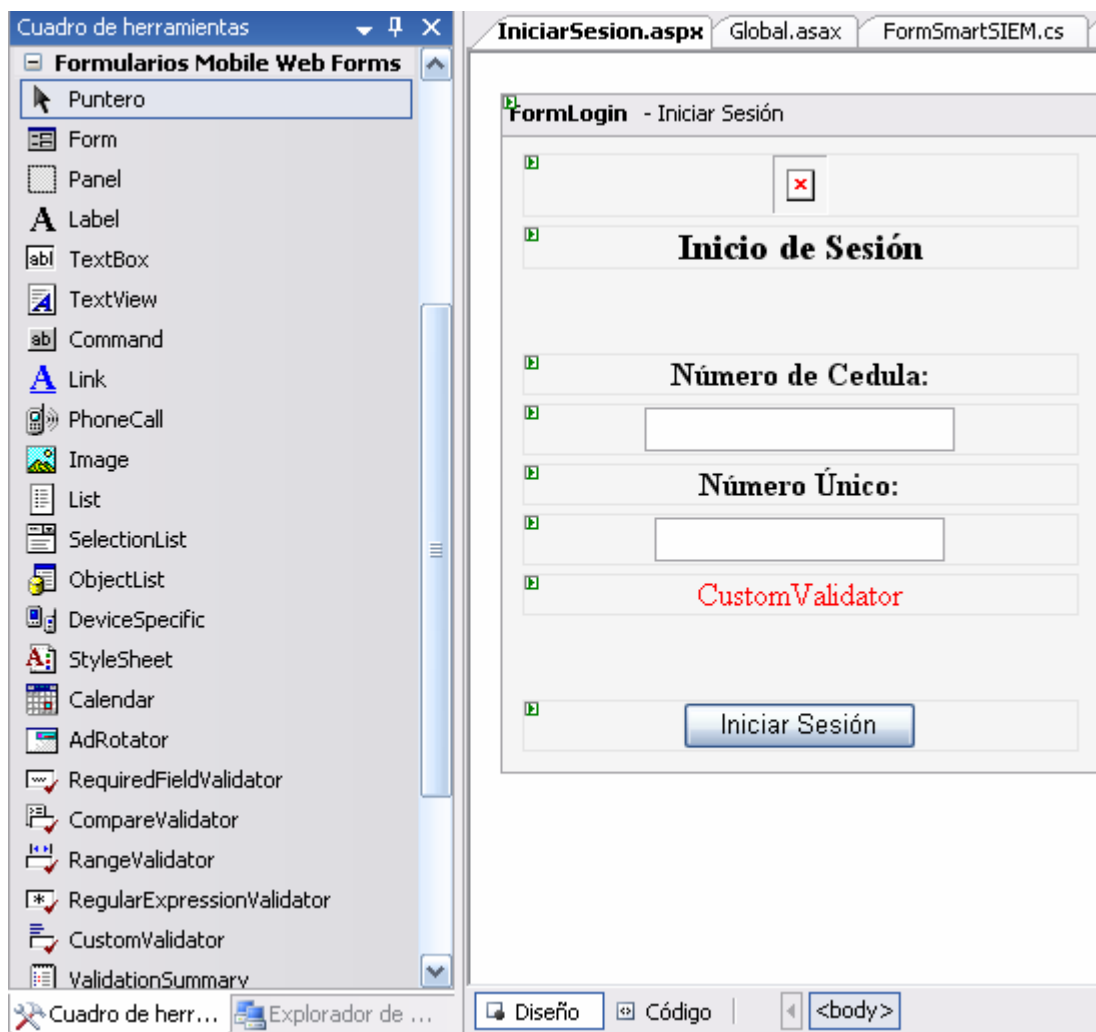 Cuadro de herramientas
Formularios Mobile Web Forms
Puntero
Form
Panel
A Label
abl TextBox
TextView
ab Command
A Link
PhoneCall
Image
List
SelectionList
ObjectList
DeviceSpecific
StyleSheet
Calendar
AdRotator
RequiredFieldValidator
CompareValidator
RangeValidator
RegularExpressionValidator
CustomValidator
ValidationSummary
Cuadro de herr...
Explorador de ...
IniciarSesion.aspx
Global.asax
FormSmartSIEM.cs
FormLogin - Iniciar Sesión
Inicio de Sesión
Número de Cedula:
Número Único:
CustomValidator
Iniciar Sesión
Diseño
Código
<body>